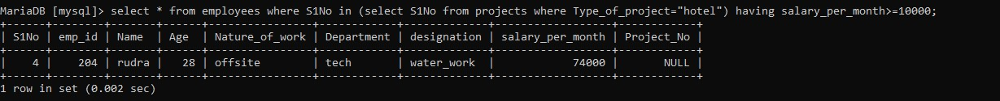 MariaDB [mysql]> select * from employees where S1No in (select S1No from projects where Type_of_project="hotel") having salary_per_month>=10000;
+------+--------+-------+------+----------------+------------+-------------+------------------+------------+
| S1No | emp_id | Name  | Age  | Nature_of_work | Department | designation | salary_per_month | Project_No |
+------+--------+-------+------+----------------+------------+-------------+------------------+------------+
|    4 |    204 | rudra |   28 | offsite        | tech       | water_work  |            74000 |       NULL |
+------+--------+-------+------+----------------+------------+-------------+------------------+------------+
1 row in set (0.002 sec)